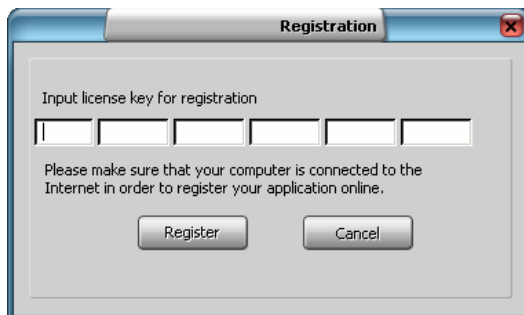 Registration
Input license key for registration
Please make sure that your computer is connected to the
Internet in order to register your application online.
Register
Cancel